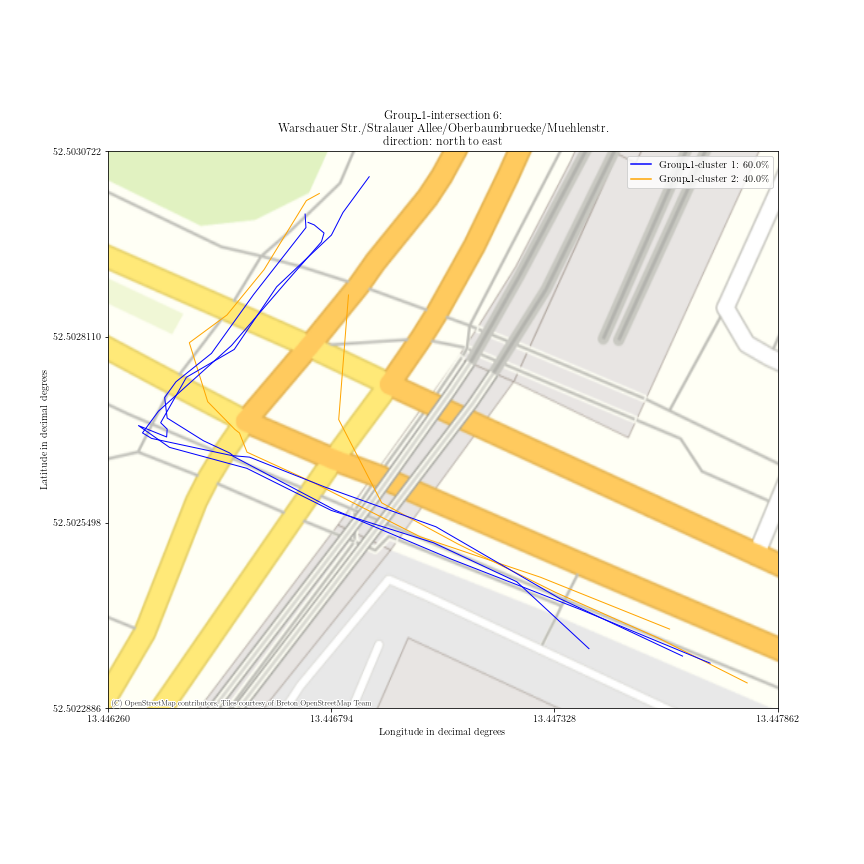 Group_1-intersection 6:
Warschauer Str./Stralauer Allee/Oberbaumbruecke/Muehlenstr.
direction: north to east
52.5030722
52.5028110
52.5025498
52.5022886
Latitude in decimal degrees
Group_1-cluster 1: 60.0%
Group_1-cluster 2: 40.0%
(C) OpenStreetMap contributors, Tiles courtesy of Breton OpenStreetMap Team
13.446260
13.446794
13.447328
13.447862
Longitude in decimal degrees